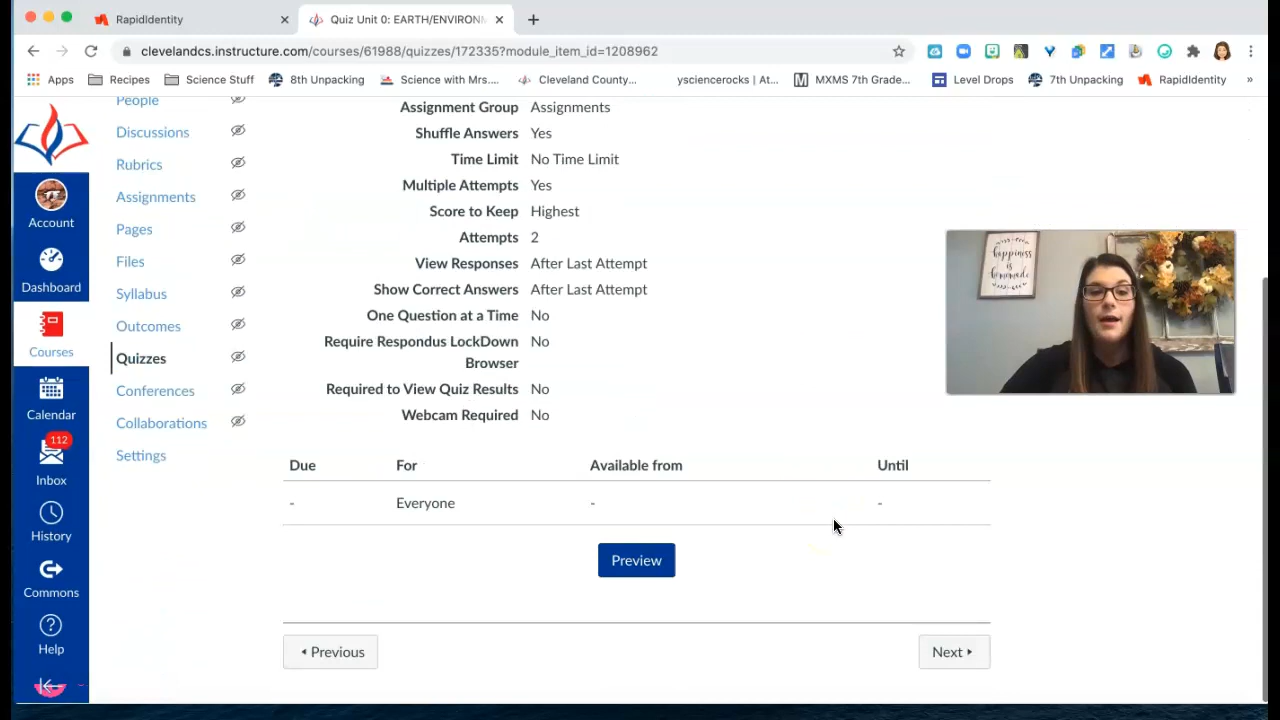 RapidIdentity
Quiz Unit 0: EARTH/ENVIRONM
clevelandcs.instructure.com/courses/61988/quizzes/172335?module_item_id=1208962
Apps Recipes Science Stuff 8th Unpacking Science with Mrs.... Cleveland County... ysciencerocks | At... MXMS 7th Grade... Level Drops 7th Unpacking RapidIdentity »
Account
Dashboard
Courses
Calendar
112
Inbox
History
Commons
Help
People
Discussions
Rubrics
Assignments
Pages
Files
Syllabus
Outcomes
Quizzes
Conferences
Collaborations
Settings
Assignment Group Assignments
Shuffle Answers Yes
Time Limit No Time Limit
Multiple Attempts Yes
Score to Keep Highest
Attempts 2
View Responses After Last Attempt
Show Correct Answers After Last Attempt
One Question at a Time No
Require Respondus LockDown No
Browser
Required to View Quiz Results No
Webcam Required No
Due For Available from Until
- Everyone - -
Preview
Previous Next
happiness
is
homemade